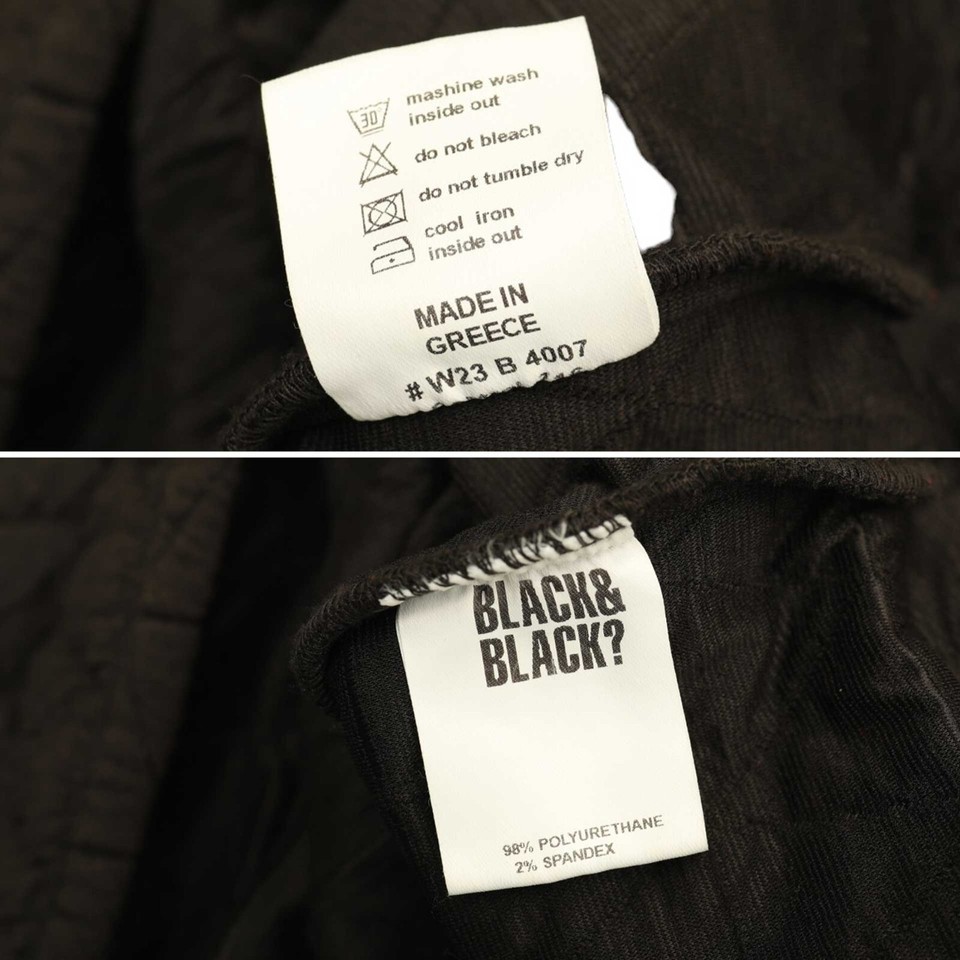 30
mashine wash
inside out
do not bleach
do not tumble dry
cool iron
inside out
MADE IN
GREECE
# W23 B 4007
BLACK&
BLACK?
98% POLYURETHANE
2% SPANDEX